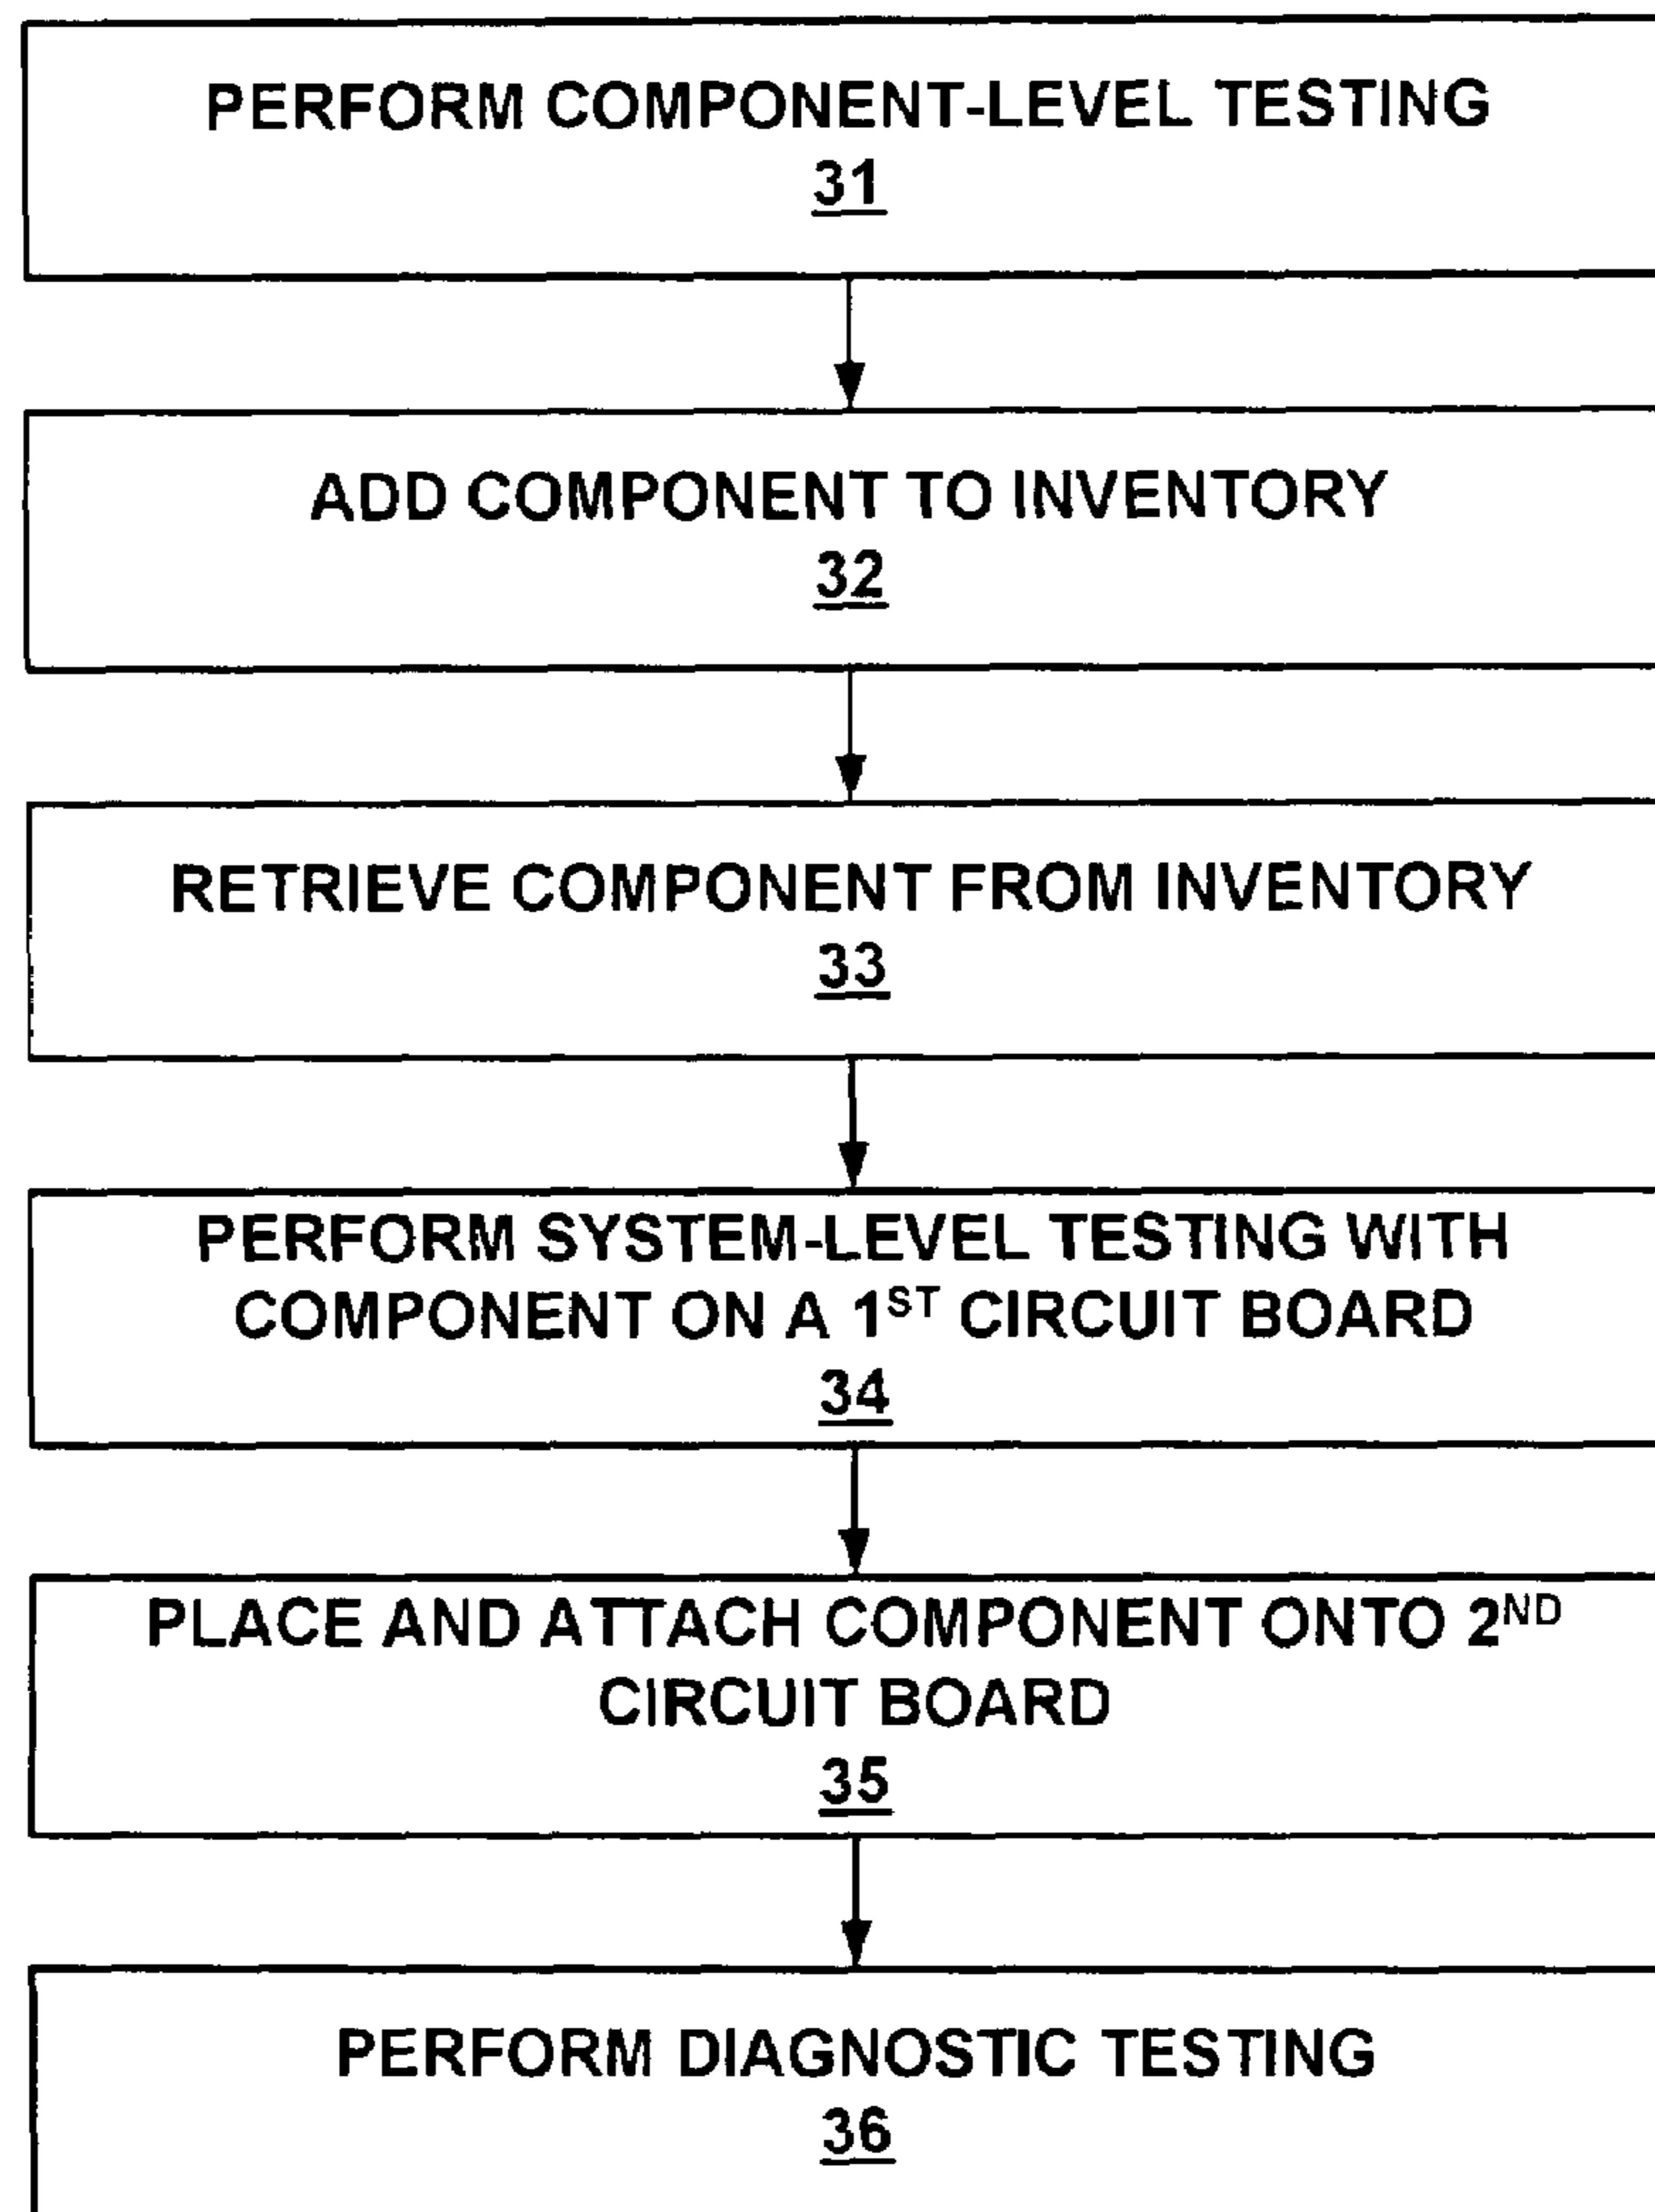 PERFORM COMPONENT-LEVEL TESTING
31
ADD COMPONENT TO INVENTORY
32
RETRIEVE COMPONENT FROM INVENTORY
33
PERFORM SYSTEM-LEVEL TESTING WITH
COMPONENT ON A 1ST CIRCUIT BOARD
34
PLACE AND ATTACH COMPONENT ONTO 2ND
CIRCUIT BOARD
35
PERFORM DIAGNOSTIC TESTING
36